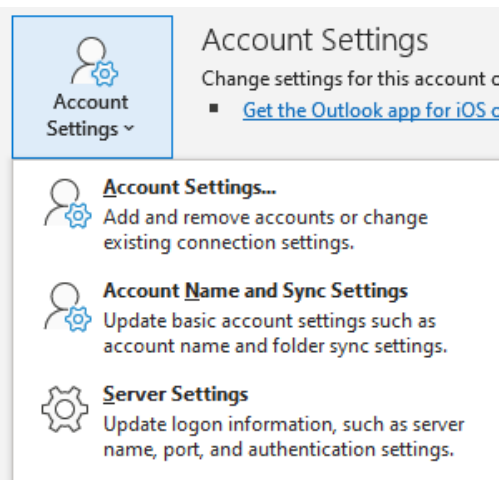 Account Settings
Change settings for this account o
▪ Get the Outlook app for iOS o
Account
Settings ˅
Account Settings...
Add and remove accounts or change
existing connection settings.
Account Name and Sync Settings
Update basic account settings such as
account name and folder sync settings.
Server Settings
Update logon information, such as server
name, port, and authentication settings.